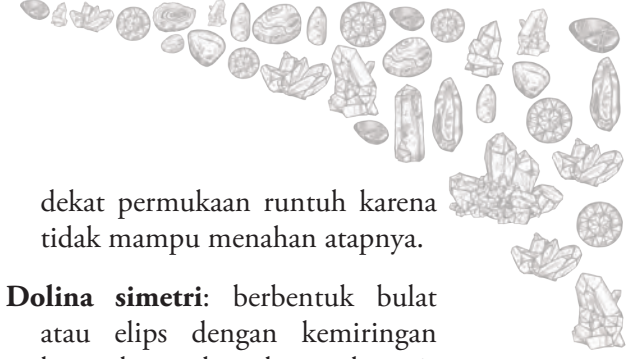 dekat permukaan runtuh karena
tidak mampu menahan atapnya.
Dolina simetri: berbentuk bulat
atau elips dengan kemiringan